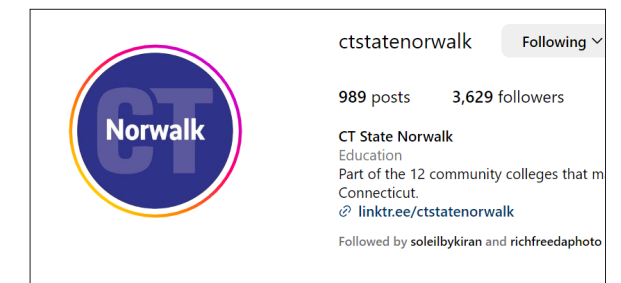 CT
Norwalk
ctstatenorwalk Following
989 posts 3,629 followers
CT State Norwalk
Education
Part of the 12 community colleges that
Connecticut.
linktr.ee/ctstatenorwalk
Followed by soleilbykiran and richfreedaphoto